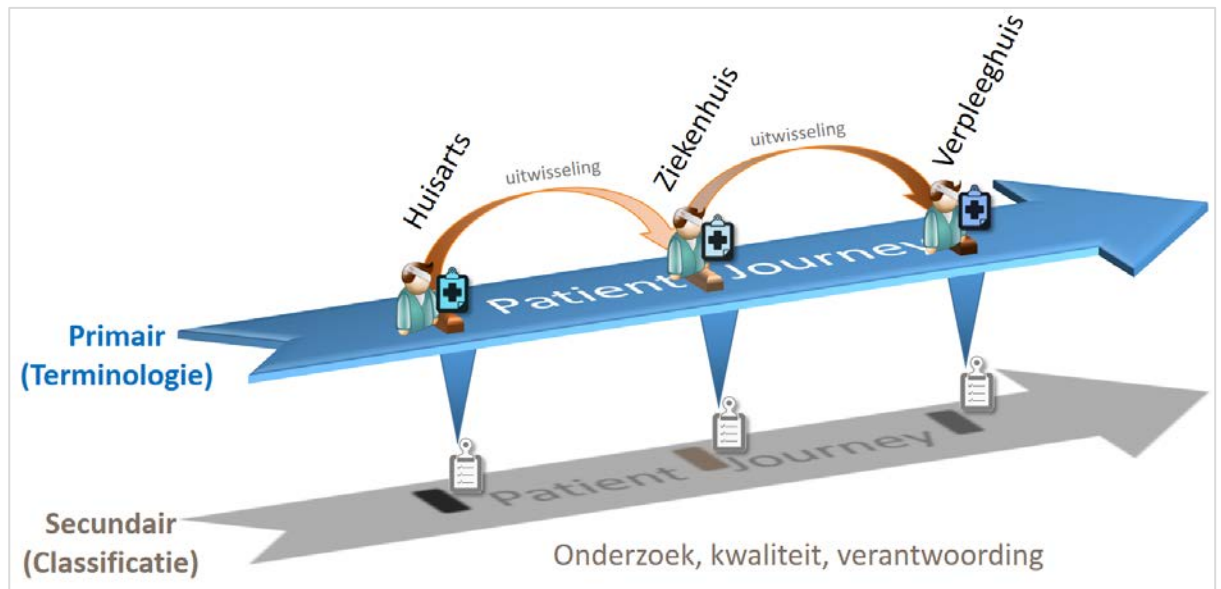 Huisarts
uitwisseling
Ziekenhuis
uitwisseling
Verpleeghuis
Patient Journey
Primair
(Terminologie)
Patient Journey
Secundair
(Classificatie)
Onderzoek, kwaliteit, verantwoording